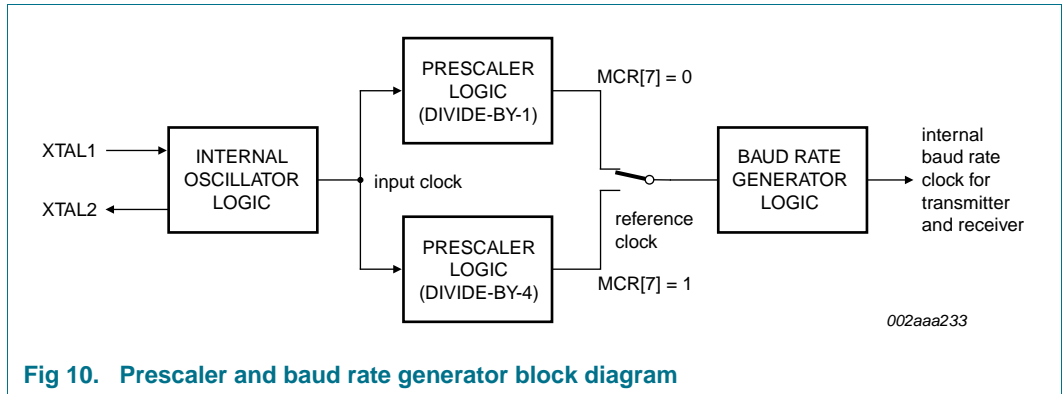 XTAL1
XTAL2
INTERNAL
OSCILLATOR
LOGIC
input clock
PRESCALER
LOGIC
(DIVIDE-BY-1)
MCR[7] = 0
PRESCALER
LOGIC
(DIVIDE-BY-4)
MCR[7] = 1
reference
clock
BAUD RATE
GENERATOR
LOGIC
internal
baud rate
clock for
transmitter
and receiver
002aaa233
Fig 10. Prescaler and baud rate generator block diagram